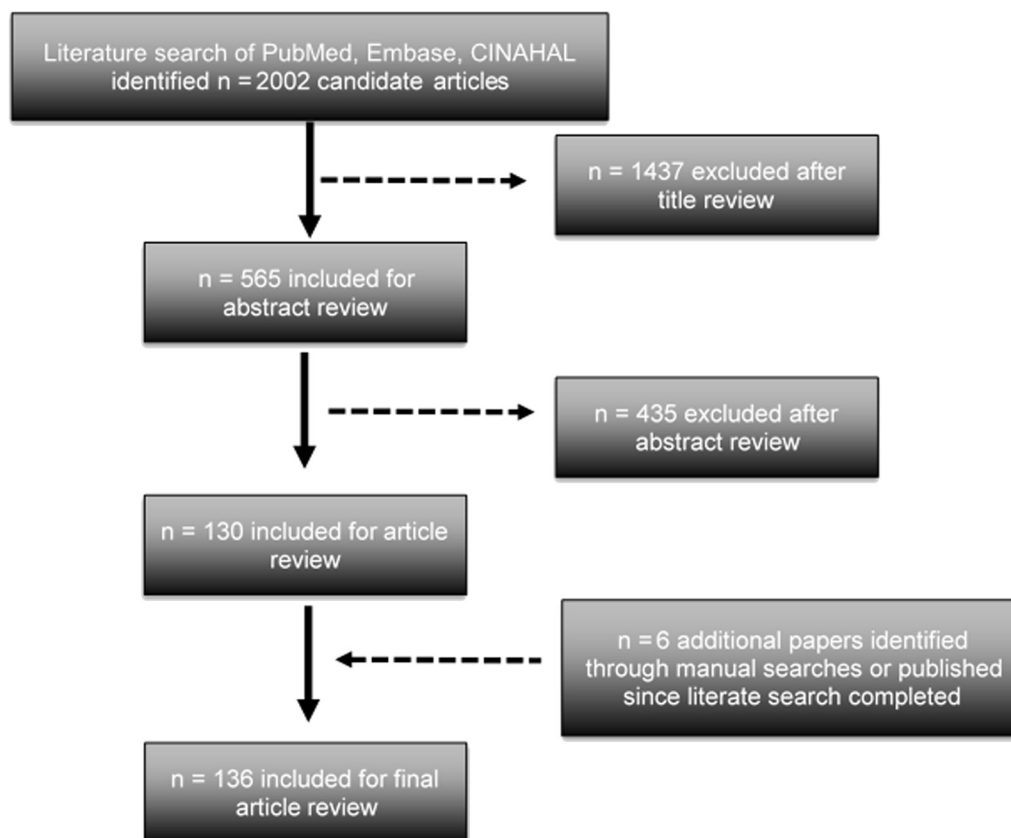 Literature search of PubMed, Embase, CINAHAL
identified n = 2002 candidate articles
n = 1437 excluded after
title review
n = 565 included for
abstract review
n = 435 excluded after
abstract review
n = 130 included for article
review
n = 6 additional papers identified
through manual searches or published
since literate search completed
n = 136 included for final
article review